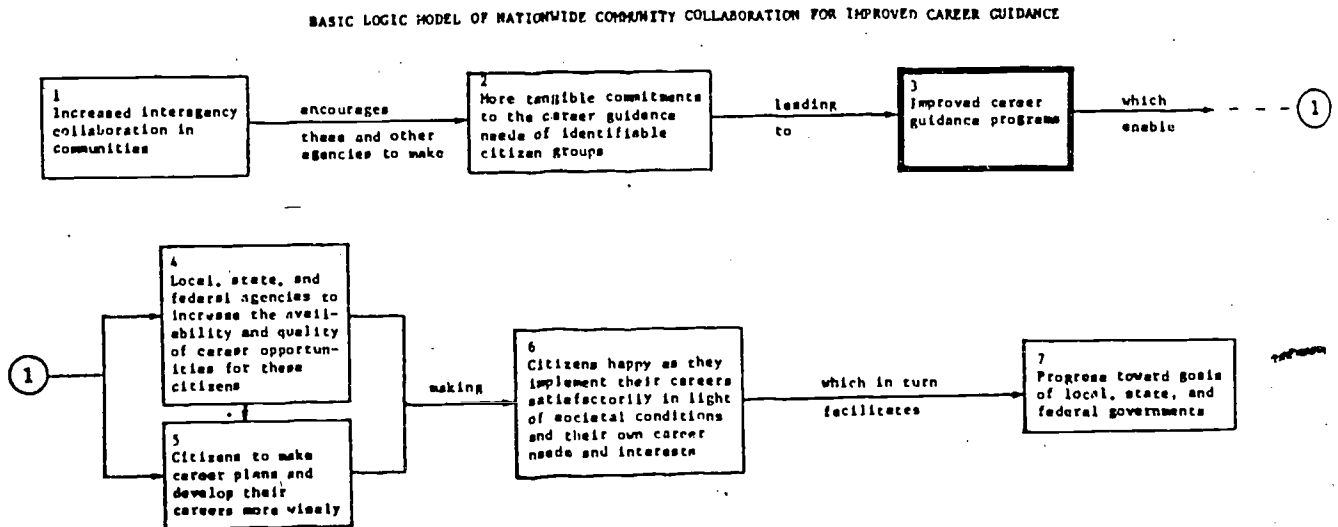 BASIC LOGIC MODEL OF NATIONWIDE COMMUNITY COLLABORATION FOR IMPROVED CAREER GUIDANCE
1
Increased interagency
collaboration in
communities
encourages
these and other
agencies to make
2
More tangible commitments
to the career guidance
needs of identifiable
citizen groups
leading
to
3
Improved career
guidance programs
which
enable
1
1
4
Local, state, and
federal agencies to
increase the avail-
ability and quality
of career opportun-
ities for these
citizens
5
Citizens to make
career plans and
develop their
careers more wisely
making
6
Citizens happy as they
implement their careers
satisfactorily in light
of societal conditions
and their own career
needs and interests
which in turn
facilitates
7
Progress toward goals
of local, state, and
federal governments